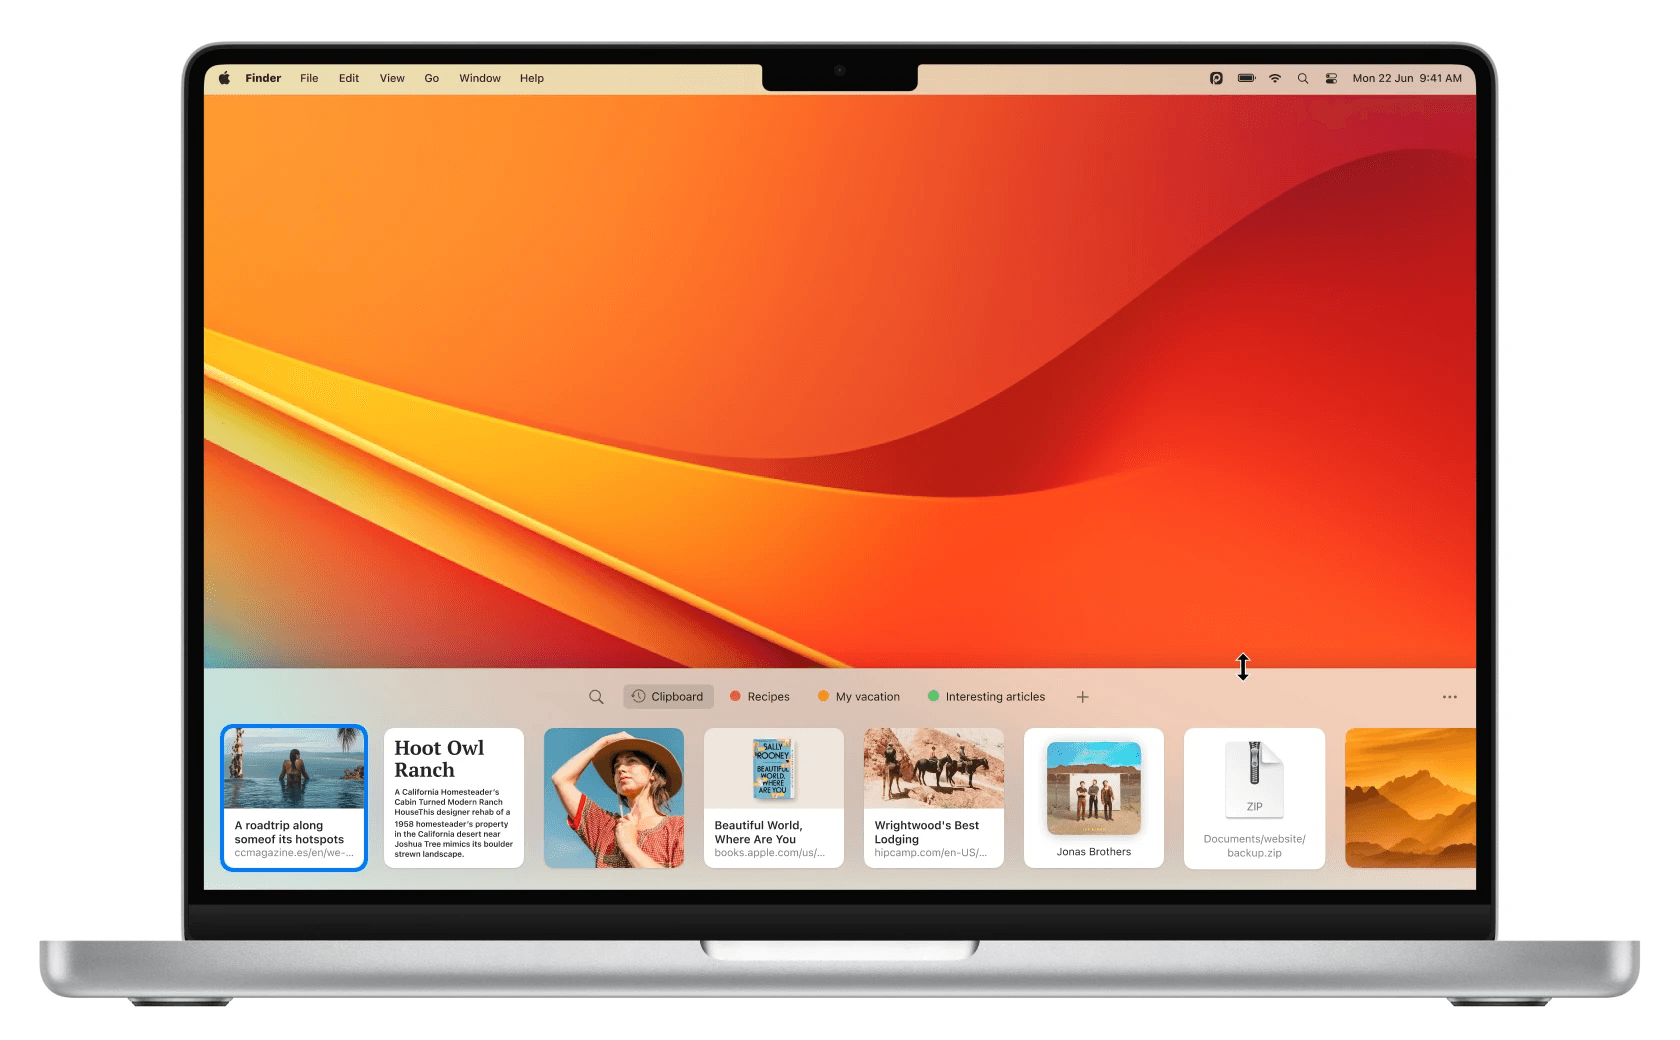 Finder File Edit View Go Window Help
Mon 22 Jun 9:41 AM
Clipboard Recipes My vacation Interesting articles
A roadtrip along
someof its hotspots
ccmagazine.es/en/we-...
Hoot Owl
Ranch
A California Homesteader's
Cabin Turned Modern Ranch
HouseThis designer rehab of a
1958 homesteader's property
in the California desert near
Joshua Tree mimics its boulder
strewn landscape.
SALLY
ROONEY
BEAUTIFUL
WORLD,
WHERE
ARE YOU
Beautiful World,
Where Are You
books.apple.com/us/...
Wrightwood's Best
Lodging
hipcamp.com/en-US/...
Jonas Brothers
ZIP
Documents/website/
backup.zip